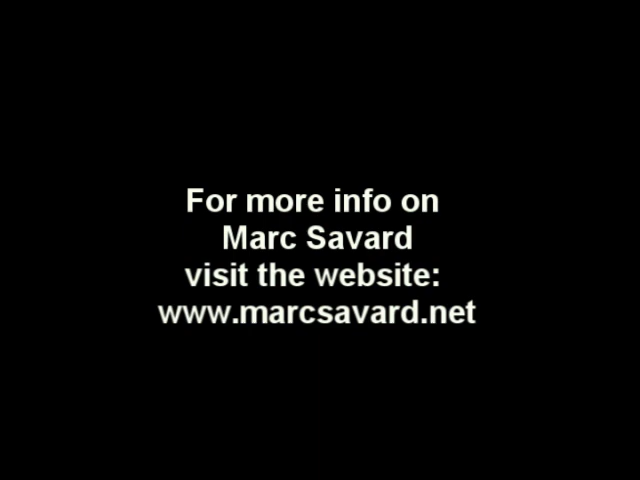 For more info on
Marc Savard
visit the website:
www.marcsavard.net